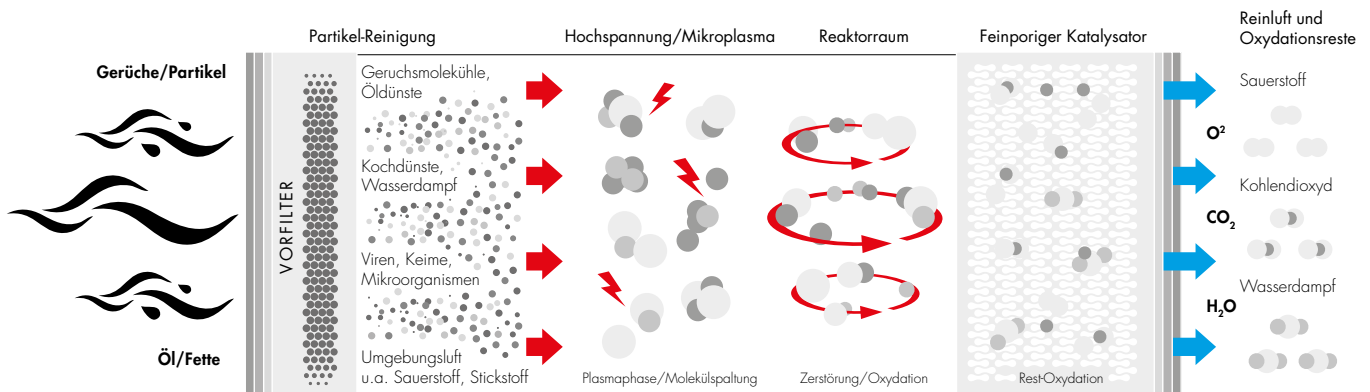 Gerüche/Partikel
Öl/Fette
VORFILTER
Partikel-Reinigung
Geruchsmolekühle,
Öldünste
Kochdünste,
Wasserdampf
Viren, Keime,
Mikroorganismen
Umgebungsluft
u.a. Sauerstoff, Stickstoff
Hochspannung/Mikroplasma
Plasmaphase/Molekülspaltung
Reaktorraum
Zerstörung/Oxydation
Feinporiger Katalysator
Rest-Oxydation
Reinluft und
Oxydationsreste
Sauerstoff
O²
Kohlendioxyd
CO₂
Wasserdampf
H₂O